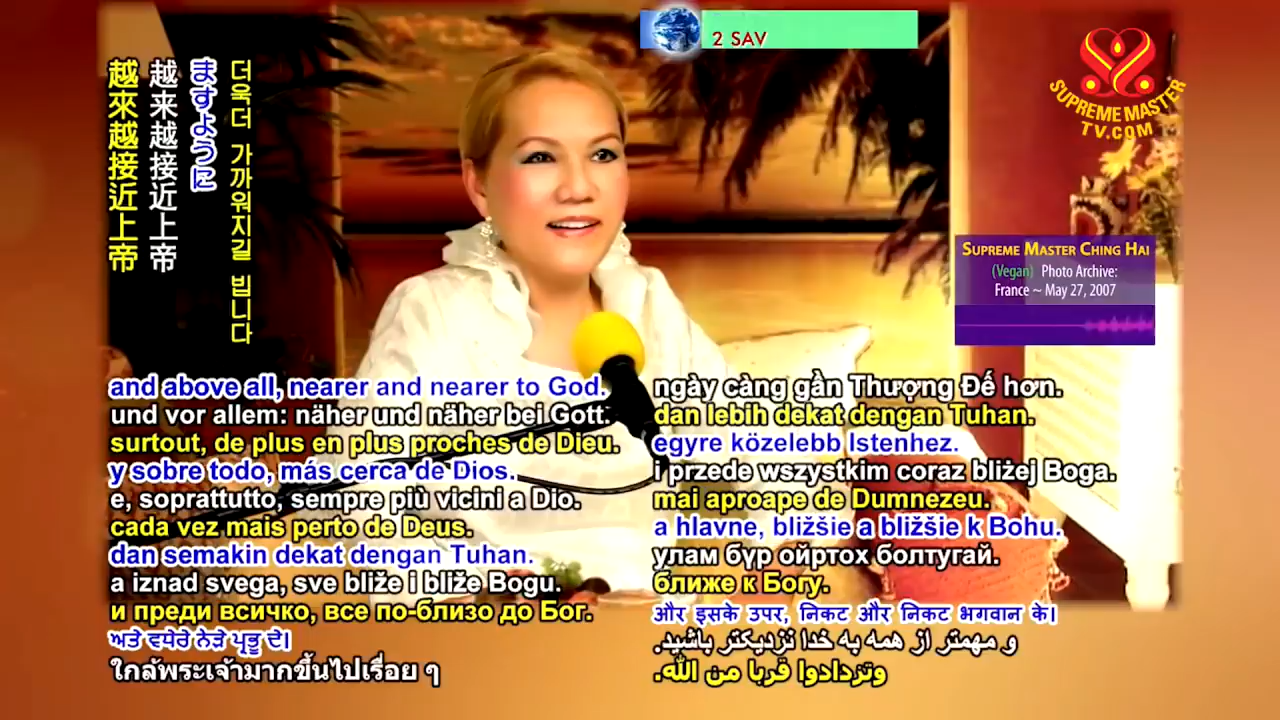 2 SAV
SUPREME MASTER
TV.COM
더욱더 가까워지길 빕니다
ますように
越来越接近上帝
越來越接近上帝
SUPREME MASTER CHING HAI
(Vegan) Photo Archive:
France ~ May 27, 2007
and above all, nearer and nearer to God.
und vor allem: näher und näher bei Gott.
surtout, de plus en plus proches de Dieu.
y sobre todo, más cerca de Dios.
e, soprattutto, sempre più vicini a Dio.
cada vez mais perto de Deus.
dan semakin dekat dengan Tuhan.
a iznad svega, sve bliže i bliže Bogu.
и преди всичко, все по-близо до Бог.
ਅਤੇ ਵਧੇਰੇ ਨੇੜੇ ਪ੍ਰਭੂ ਦੇ।
ใกล้พระเจ้ามากขึ้นไปเรื่อย ๆ
ngày càng gần Thượng Đế hơn.
dan lebih dekat dengan Tuhan.
egyre közelebb Istenhez.
i przede wszystkim coraz bliżej Boga.
mai aproape de Dumnezeu.
a hlavne, bližšie a bližšie k Bohu.
улам бүр ойртох болтугай.
ближе к Богу.
और इसके उपर, निकट और निकट भगवान के।
و مهمتر از همه به خدا نزدیکتر باشید.
وتزدادوا قربا من الله.